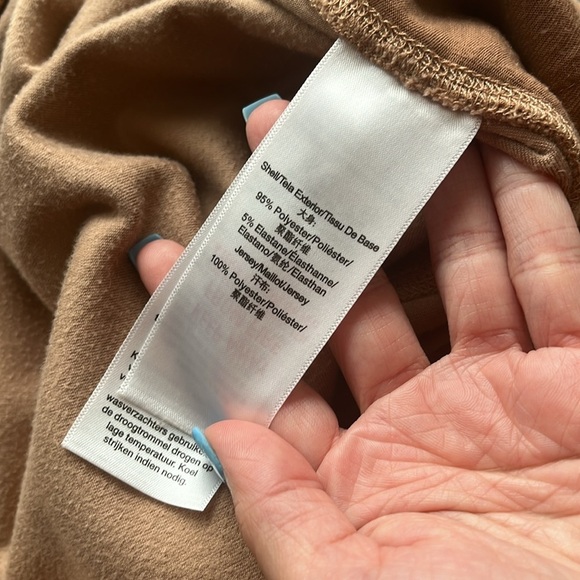 Shell/Tela Exterior/Tissu De Base
大身:
95% Polyester/Poliéster/
聚酯纤维
5% Elastane/Elasthanne/
Elastano/氨纶/Elasthan
Jersey/Maillot/Jersey
汗布:
100% Polyester/Poliéster/
聚酯纤维
wasverzachters gebruiken
de droogtrommel drogen op
lage temperatuur. Koel
strijken indien nodig.